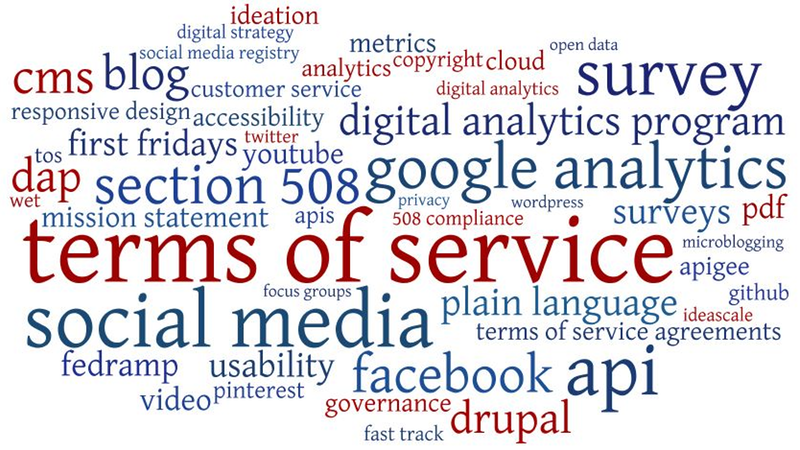 ideation
digital strategy
social media registry
metrics
open data
cms
blog
analytics
copyright
cloud
survey
customer service
digital analytics
responsive design
accessibility
digital analytics program
first fridays
twitter
tos
youtube
google analytics
dap
section 508
wet
privacy
wordpress
mission statement
apis
508 compliance
surveys
pdf
terms of service
microblogging
apigee
focus groups
github
social media
plain language
ideascale
terms of service agreements
fedramp
usability
facebook
api
video
pinterest
governance
drupal
fast track